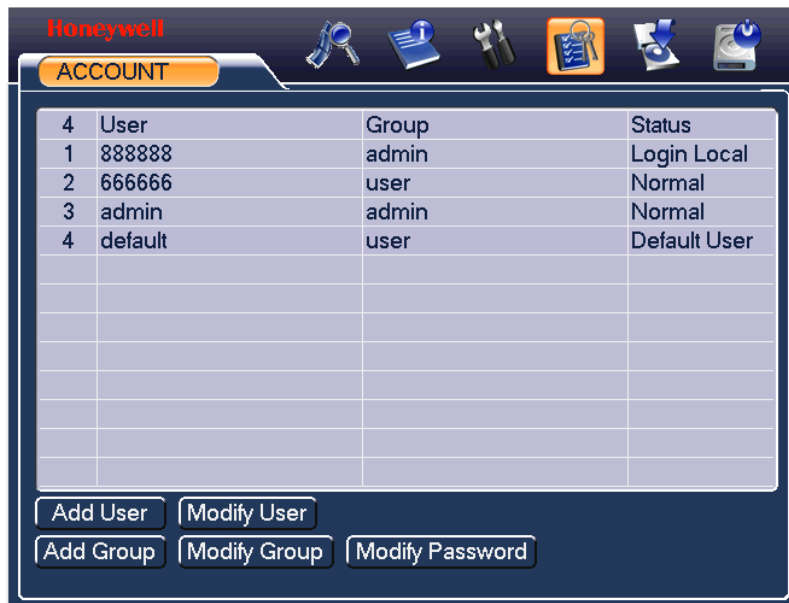 Honeywell
ACCOUNT
4 User Group Status
1 888888 admin Login Local
2 666666 user Normal
3 admin admin Normal
4 default user Default User
Add User Modify User
Add Group Modify Group Modify Password